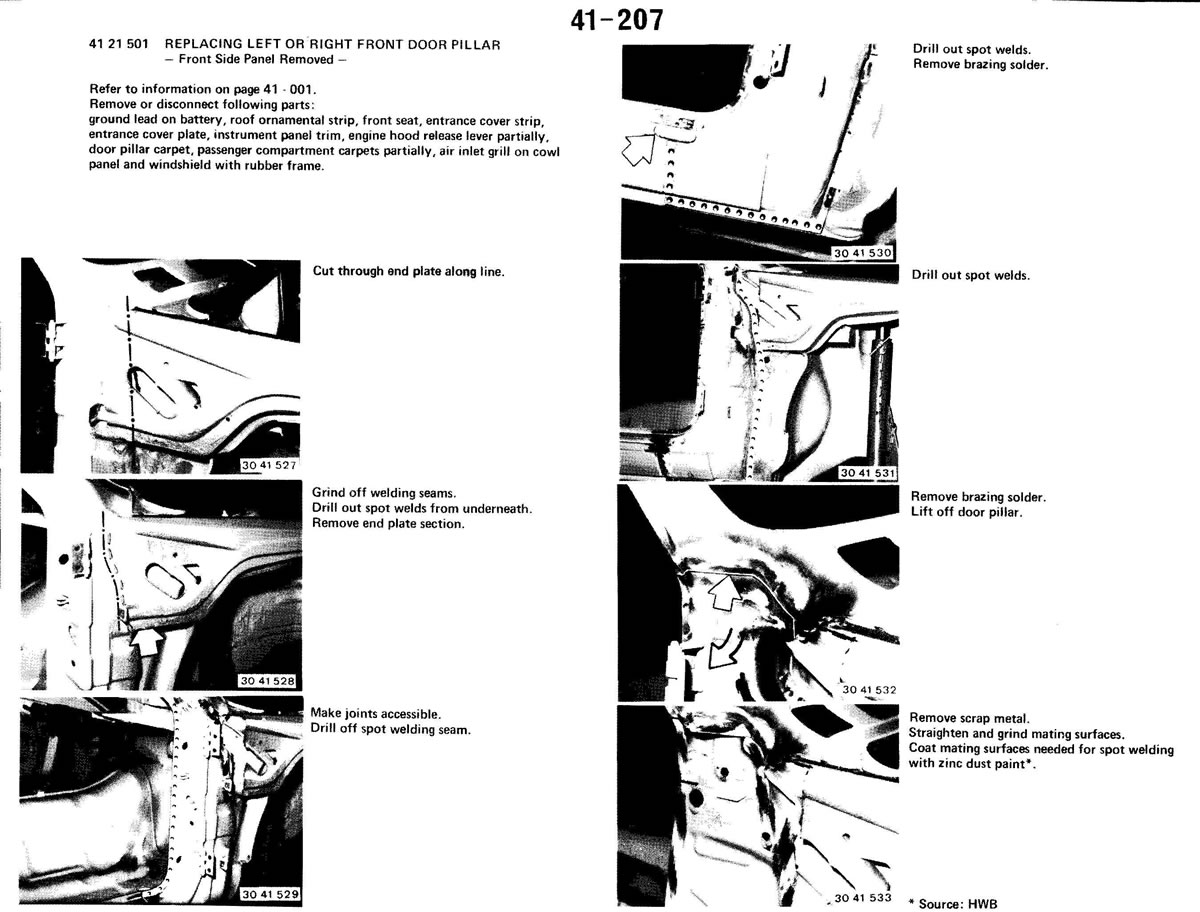 41-207
41 21 501 REPLACING LEFT OR RIGHT FRONT DOOR PILLAR
— Front Side Panel Removed —
Refer to information on page 41 - 001.
Remove or disconnect following parts:
ground lead on battery, roof ornamental strip, front seat, entrance cover strip,
entrance cover plate, instrument panel trim, engine hood release lever partially,
door pillar carpet, passenger compartment carpets partially, air inlet grill on cowl
panel and windshield with rubber frame.
Cut through end plate along line.
30 41 527
Grind off welding seams.
Drill out spot welds from underneath.
Remove end plate section.
30 41 528
Make joints accessible.
Drill off spot welding seam.
30 41 529
Drill out spot welds.
Remove brazing solder.
30 41 530
Drill out spot welds.
30 41 531
Remove brazing solder.
Lift off door pillar.
30 41 532
Remove scrap metal.
Straighten and grind mating surfaces.
Coat mating surfaces needed for spot welding
with zinc dust paint*.
30 41 533
* Source: HWB